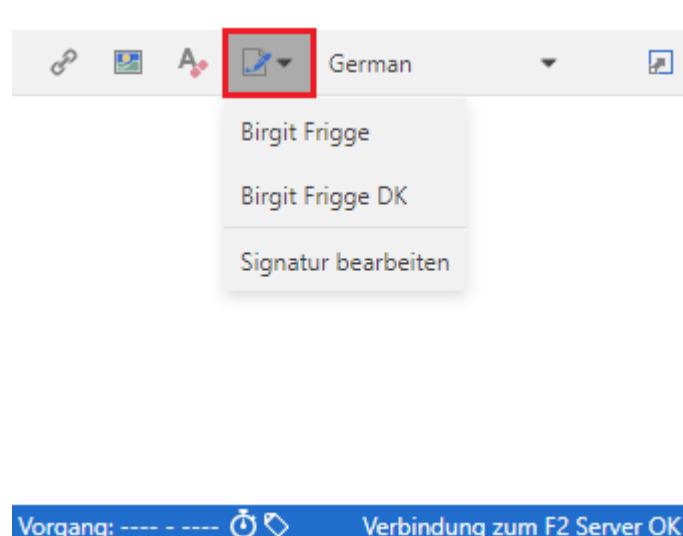 German
Birgit Frigge
Birgit Frigge DK
Signatur bearbeiten
Vorgang: ---- - ---- Verbindung zum F2 Server OK